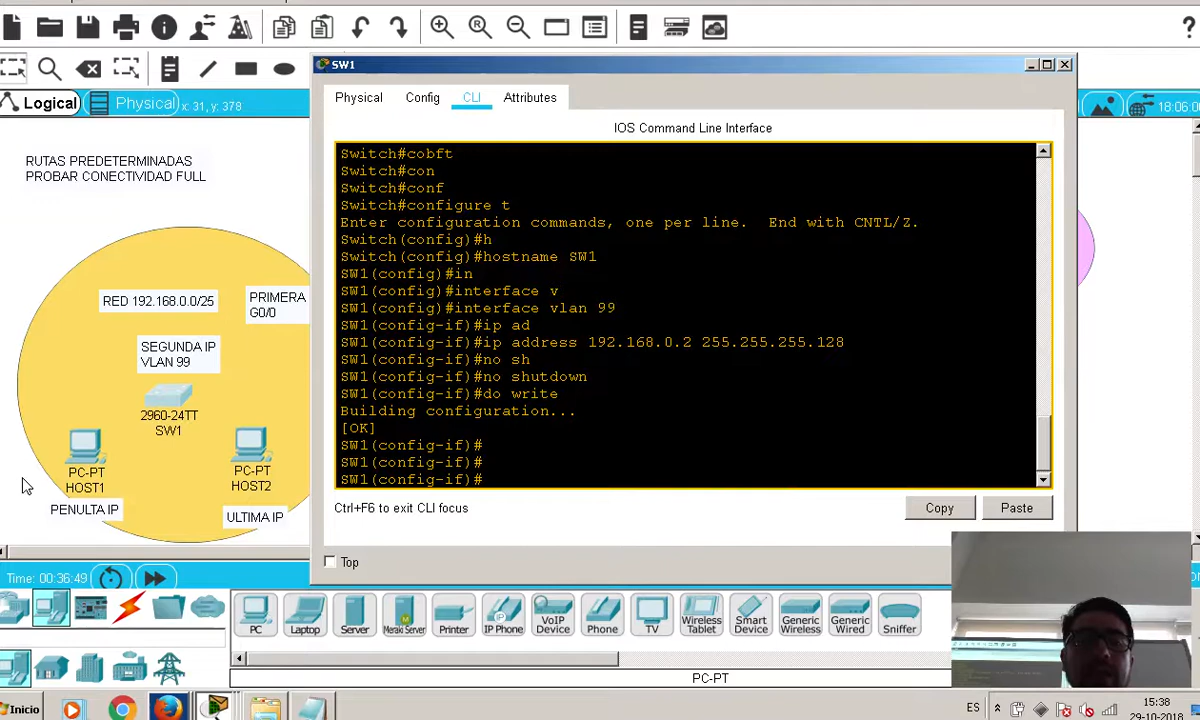 ?
SW1
Logical
Physical
x: 31, y: 378
18:06:0
Physical
Config
CLI
Attributes
IOS Command Line Interface
RUTAS PREDETERMINADAS
PROBAR CONECTIVIDAD FULL
RED 192.168.0.0/25
PRIMERA
G0/0
SEGUNDA IP
VLAN 99
2960-24TT
SW1
PC-PT
HOST1
PENULTA IP
PC-PT
HOST2
ULTIMA IP
Switch#cobft
Switch#con
Switch#conf
Switch#configure t
Enter configuration commands, one per line.  End with CNTL/Z.
Switch(config)#h
Switch(config)#hostname SW1
SW1(config)#in
SW1(config)#interface v
SW1(config)#interface vlan 99
SW1(config-if)#ip ad
SW1(config-if)#ip address 192.168.0.2 255.255.255.128
SW1(config-if)#no sh
SW1(config-if)#no shutdown
SW1(config-if)#do write
Building configuration...
[OK]
SW1(config-if)#
SW1(config-if)#
SW1(config-if)#
Ctrl+F6 to exit CLI focus
Copy
Paste
Top
Time: 00:36:49
PC
Laptop
Server
Meraki Server
Printer
IP Phone
VoIP
Device
Phone
TV
Wireless
Tablet
Smart
Device
Generic
Wireless
Generic
Wired
Sniffer
PC-PT
Inicio
ES
15:38
29-10-2018